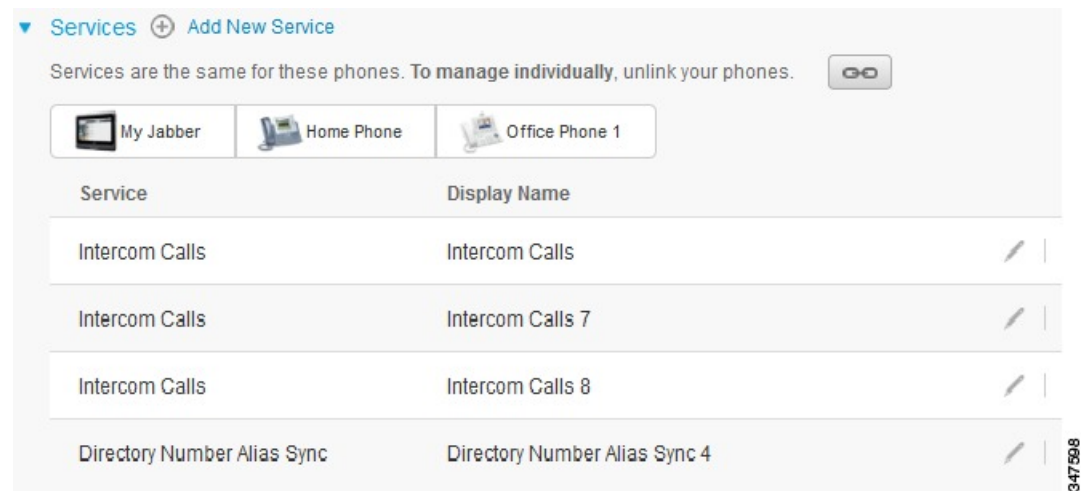 Services Add New Service
Services are the same for these phones. To manage individually, unlink your phones.
My Jabber Home Phone Office Phone 1
Service Display Name
Intercom Calls Intercom Calls
Intercom Calls Intercom Calls 7
Intercom Calls Intercom Calls 8
Directory Number Alias Sync Directory Number Alias Sync 4
347598